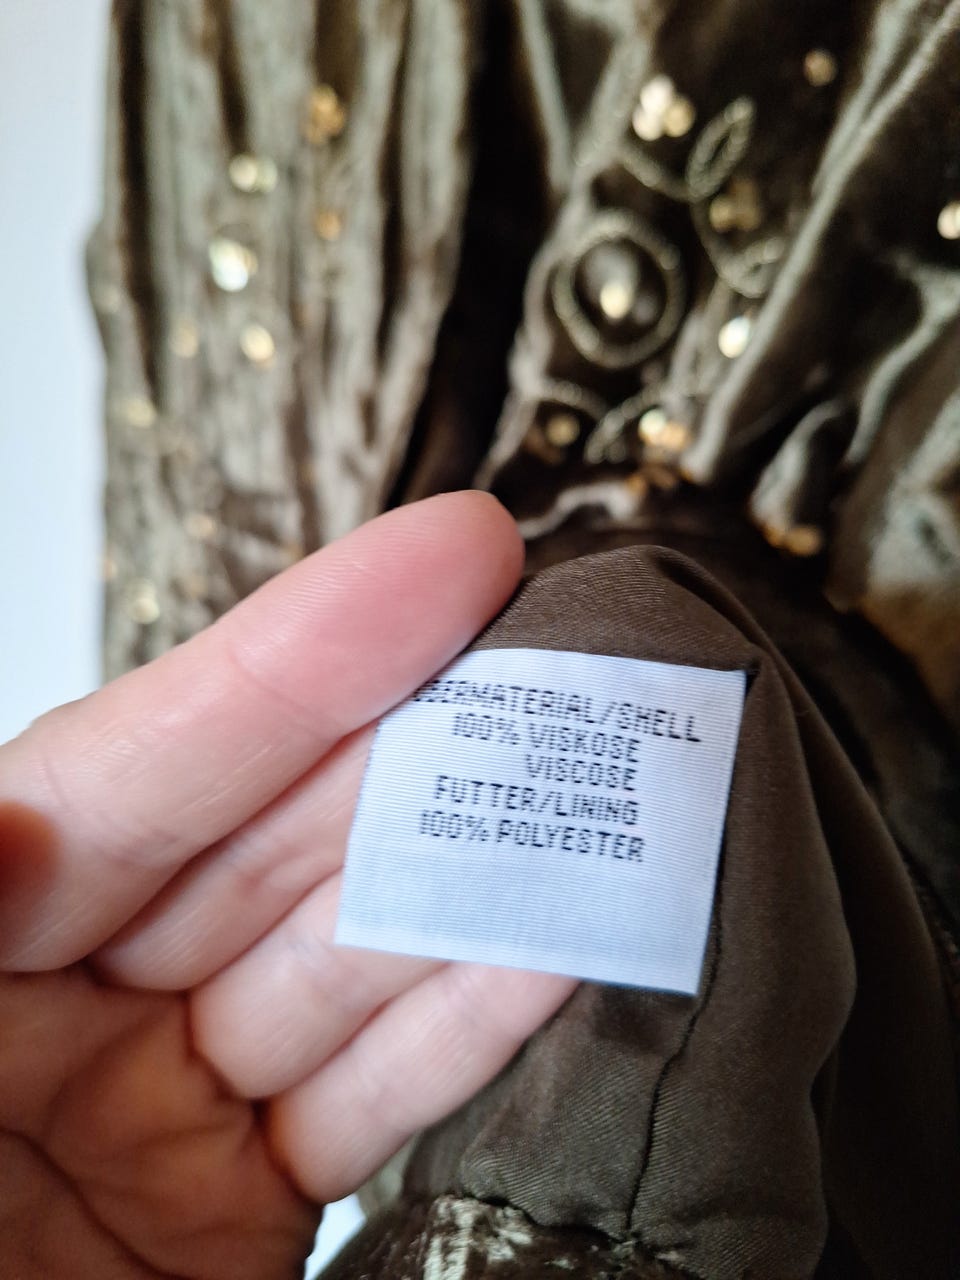 OBERMATERIAL/SHELL
100% VISKOSE
VISCOSE
FUTTER/LINING
100% POLYESTER